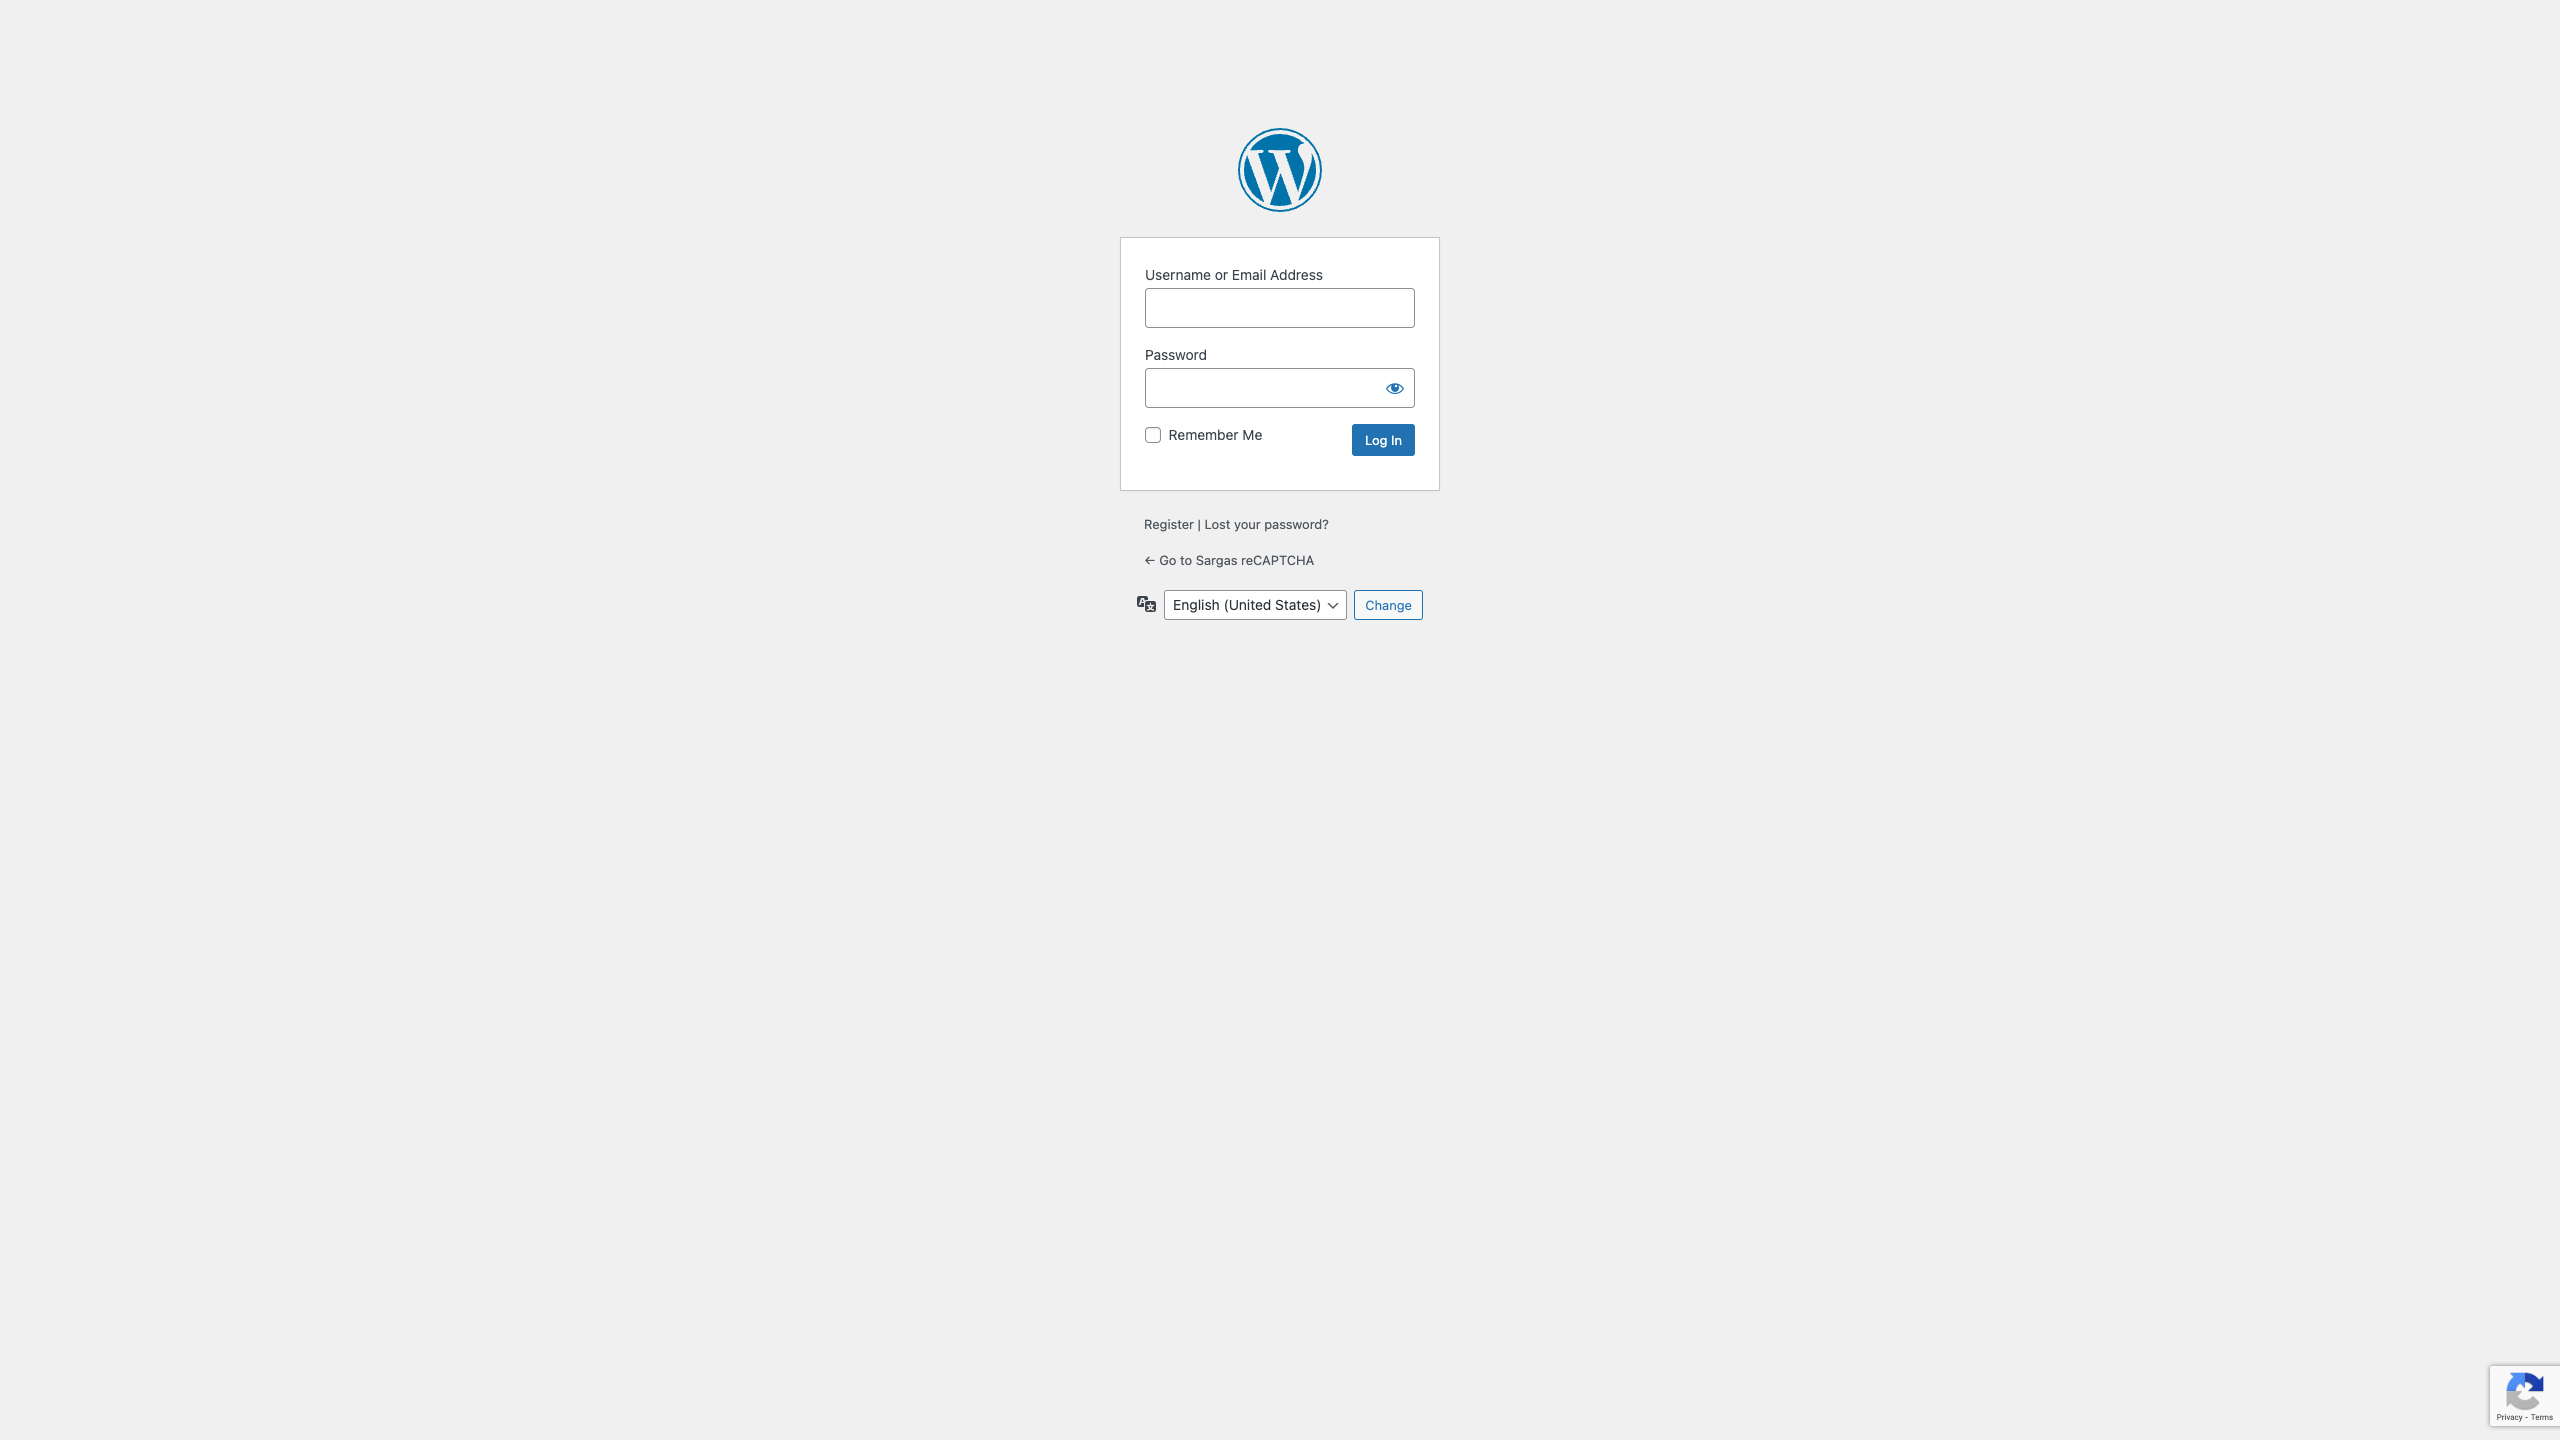 Username or Email Address
Password
Remember Me
Log In
Register | Lost your password?
← Go to Sargas reCAPTCHA
English (United States)
Change
Privacy - Terms